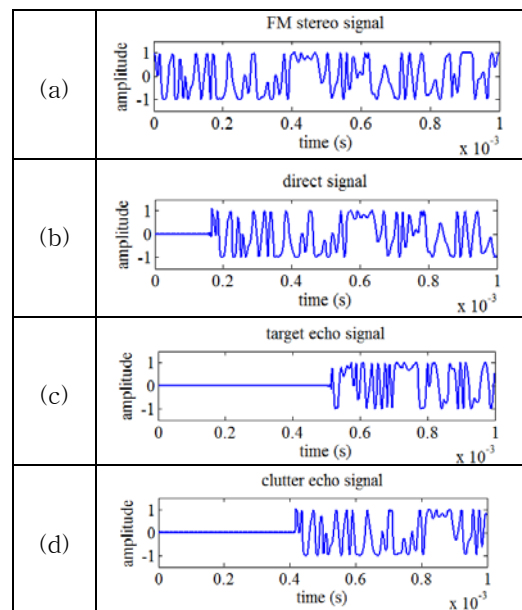 (a)
FM stereo signal
amplitude
1
0
-1
0 0.2 0.4 0.6 0.8 1
time (s)
x 10⁻³
(b)
direct signal
amplitude
1
0
-1
0 0.2 0.4 0.6 0.8 1
time (s)
x 10⁻³
(c)
target echo signal
amplitude
1
0
-1
0 0.2 0.4 0.6 0.8 1
time (s)
x 10⁻³
(d)
clutter echo signal
amplitude
1
0
-1
0 0.2 0.4 0.6 0.8 1
time (s)
x 10⁻³